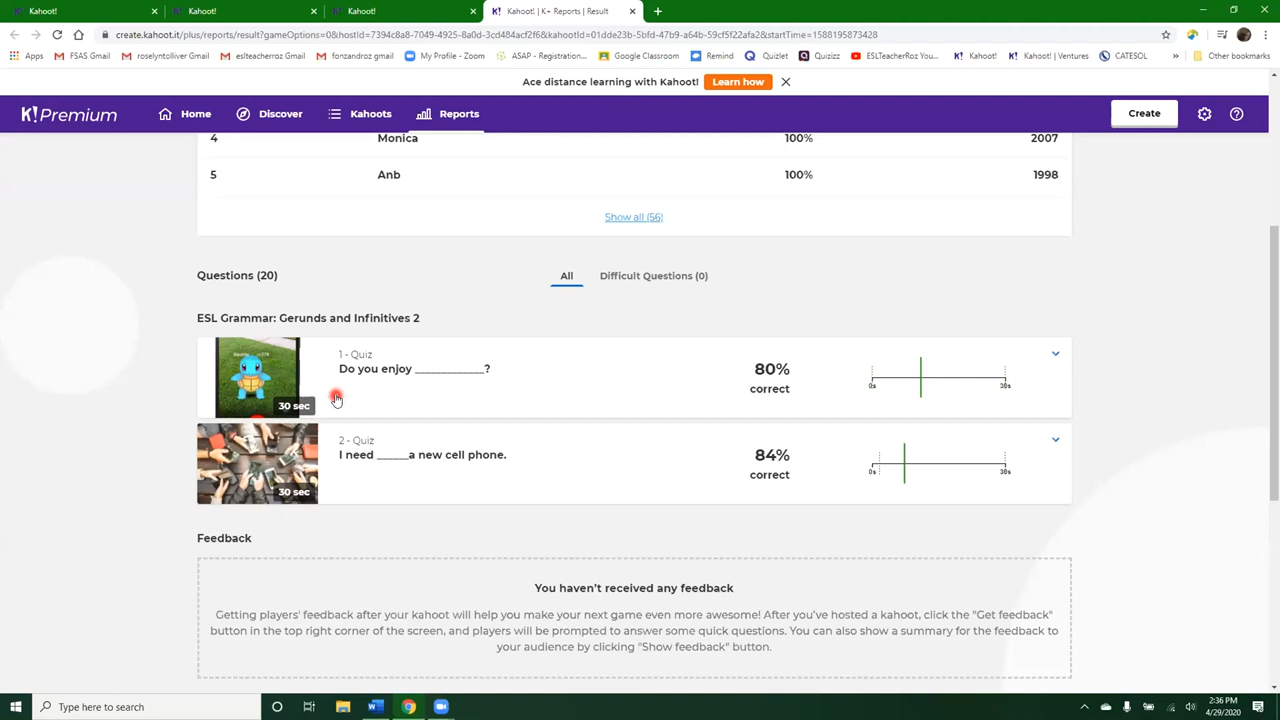 Kahoot!
Kahoot!
Kahoot!
Kahoot! | K+ Reports | Result
create.kahoot.it/plus/reports/result?gameOptions=0&hostId=7394c8a8-7049-4925-8a0d-3cd484acf2f6&kahootId=01dde23b-5bfd-47b9-a64b-59cf5f22afa2&startTime=1588195873428
Apps
FSAS Gmail
roselyntolliver Gmail
eslteacherroz Gmail
fonzandroz gmail
My Profile - Zoom
ASAP - Registration...
Google Classroom
Remind
Quizlet
Quizizz
ESLTeacherRoz You...
Kahoot!
Kahoot! | Ventures
CATESOL
»
Other bookmarks
Ace distance learning with Kahoot! Learn how
K! Premium
Home
Discover
Kahoots
Reports
Create
4 Monica 100% 2007
5 Anb 100% 1998
Show all (56)
Questions (20)
All
Difficult Questions (0)
ESL Grammar: Gerunds and Infinitives 2
30 sec
1 - Quiz
Do you enjoy _____________?
80%
correct
0s
30s
30 sec
2 - Quiz
I need ______a new cell phone.
84%
correct
0s
30s
Feedback
You haven't received any feedback
Getting players' feedback after your kahoot will help you make your next game even more awesome! After you've hosted a kahoot, click the "Get feedback"
button in the top right corner of the screen, and players will be prompted to answer some quick questions. You can also show a summary for the feedback to
your audience by clicking "Show feedback" button.
Type here to search
2:36 PM
4/29/2020